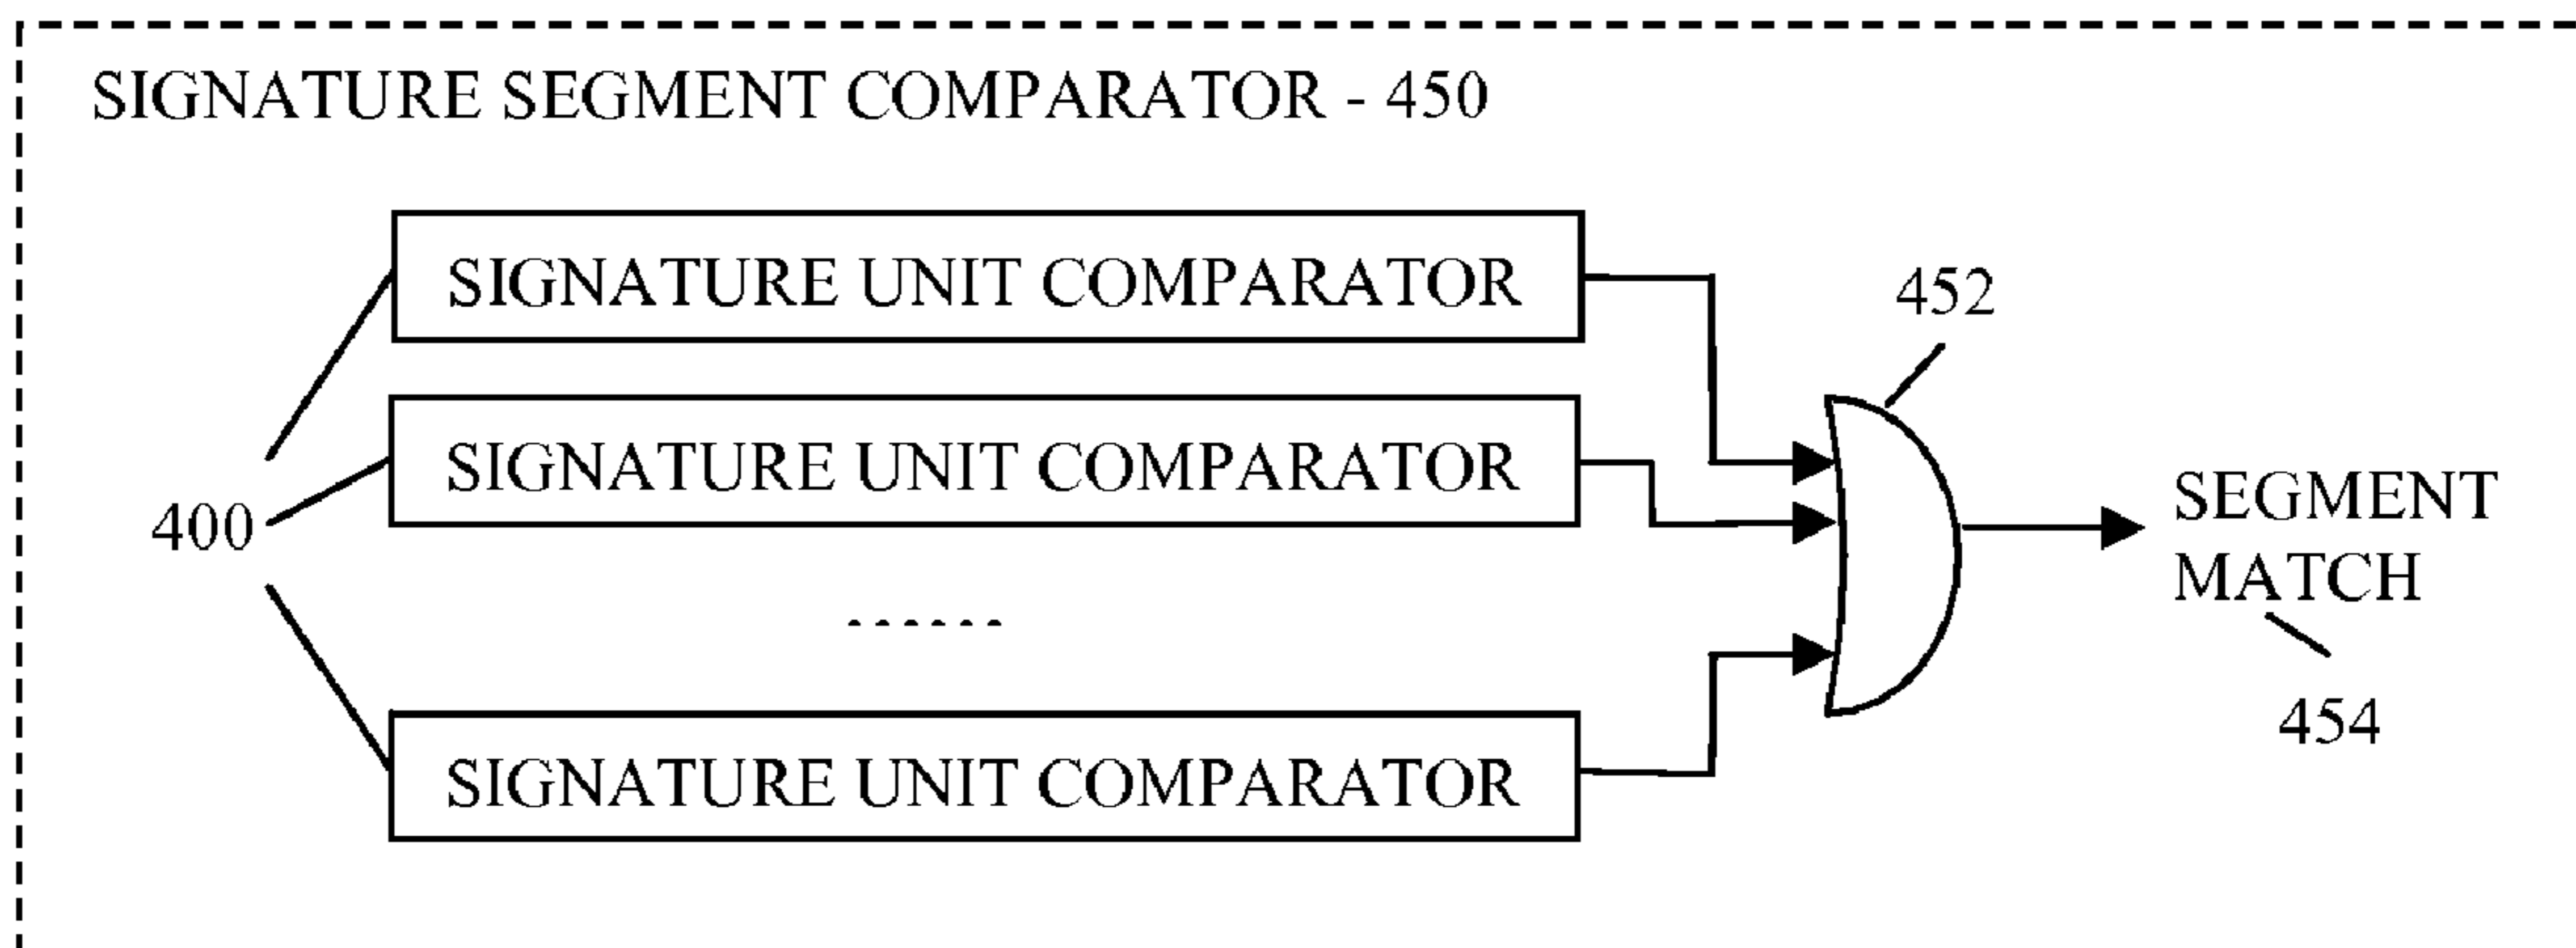 SIGNATURE SEGMENT COMPARATOR - 450
SIGNATURE UNIT COMPARATOR
452
SIGNATURE UNIT COMPARATOR
400
SEGMENT
MATCH
......
SIGNATURE UNIT COMPARATOR
454